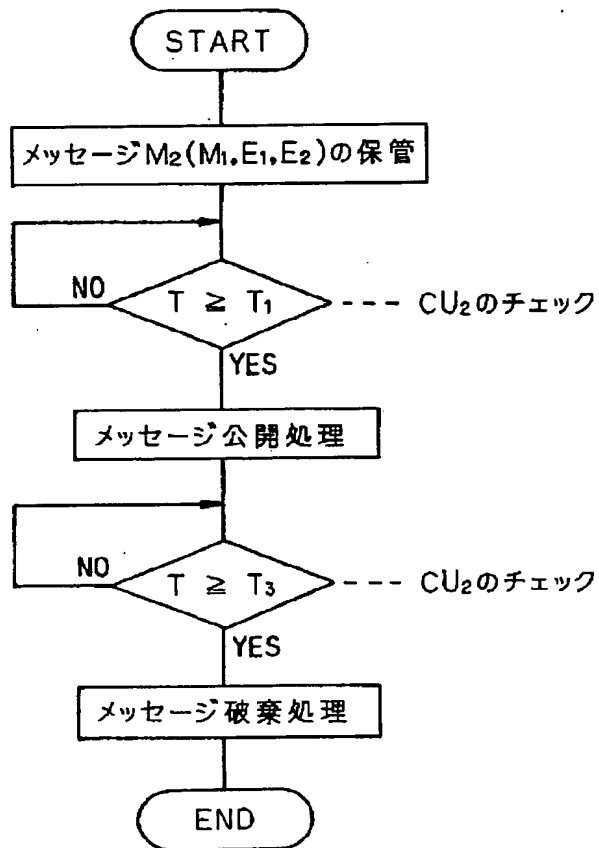 START
メッセージM₂(M₁,E₁,E₂)の保管
NO
T ≧ T₁
CU₂のチェック
YES
メッセージ公開処理
NO
T ≧ T₃
CU₂のチェック
YES
メッセージ破棄処理
END